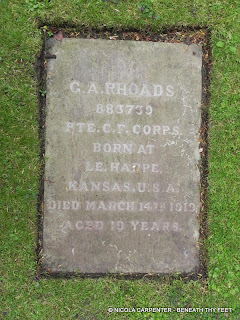 G.A.RHOADS
883739
PTE. C.F. CORPS.
BORN AT
LE.HARPE,
KANSAS, U.S.A.
DIED MARCH 14TH 1919
AGED 19 YEARS.
© NICOLA CARPENTER - BENEATH THY FEET